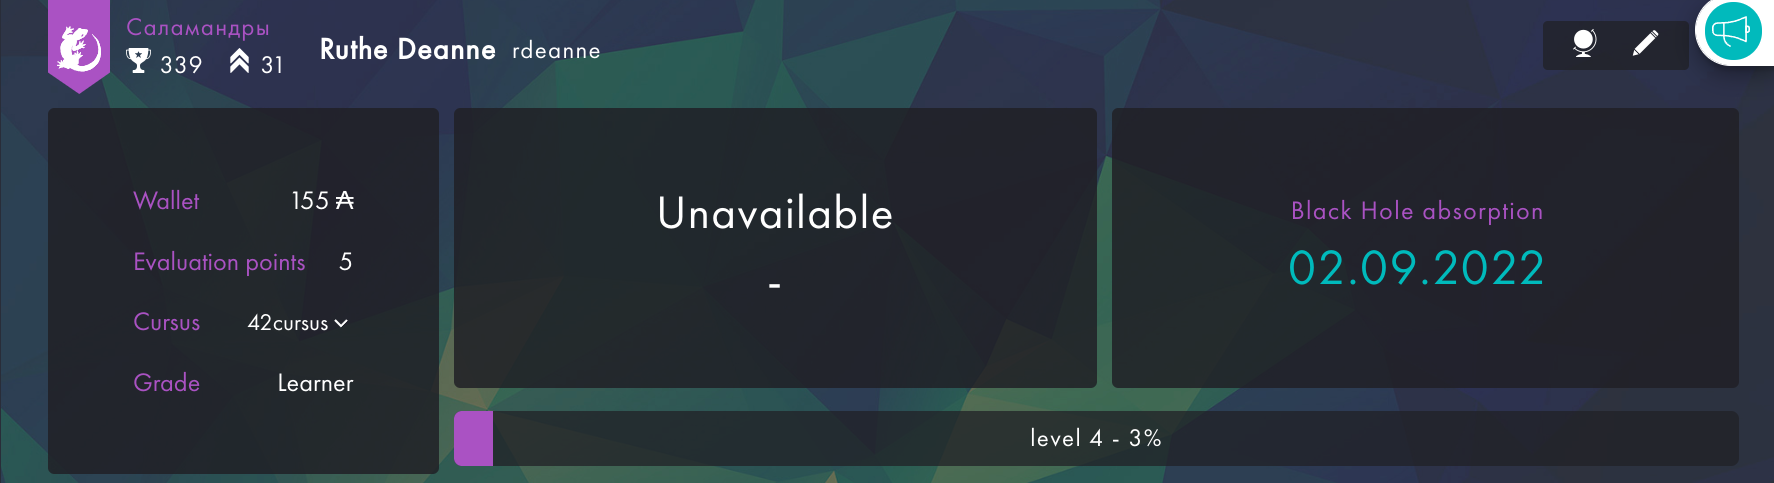 Саламандры
339 31
Ruthe Deanne rdeanne
Wallet 155 ₳
Evaluation points 5
Cursus 42cursus
Grade Learner
Unavailable
-
Black Hole absorption
02.09.2022
level 4 - 3%